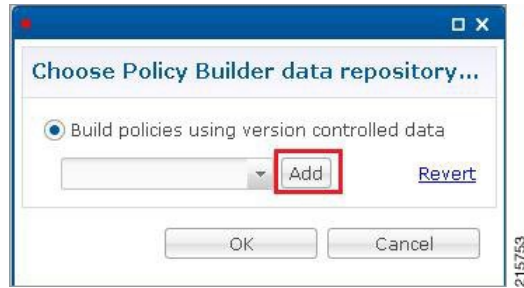 Choose Policy Builder data repository...
Build policies using version controlled data
Add Revert
OK Cancel
215753